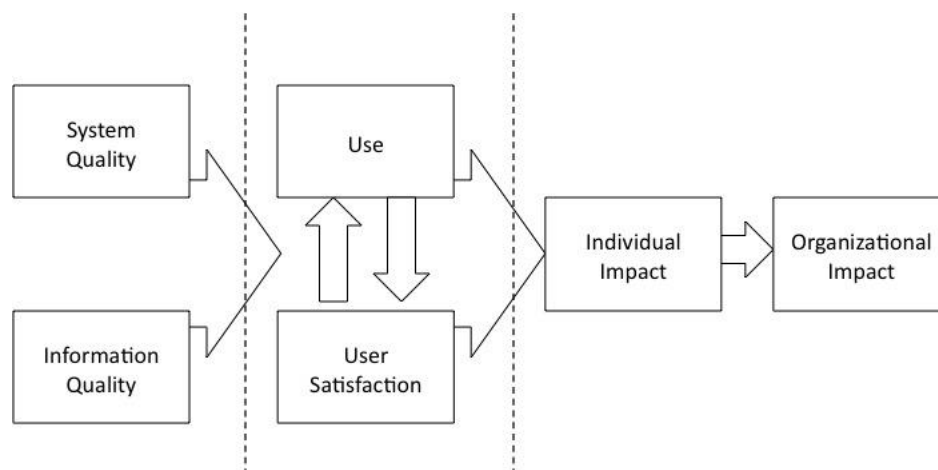 System
Quality
Use
Individual
Impact
Organizational
Impact
Information
Quality
User
Satisfaction